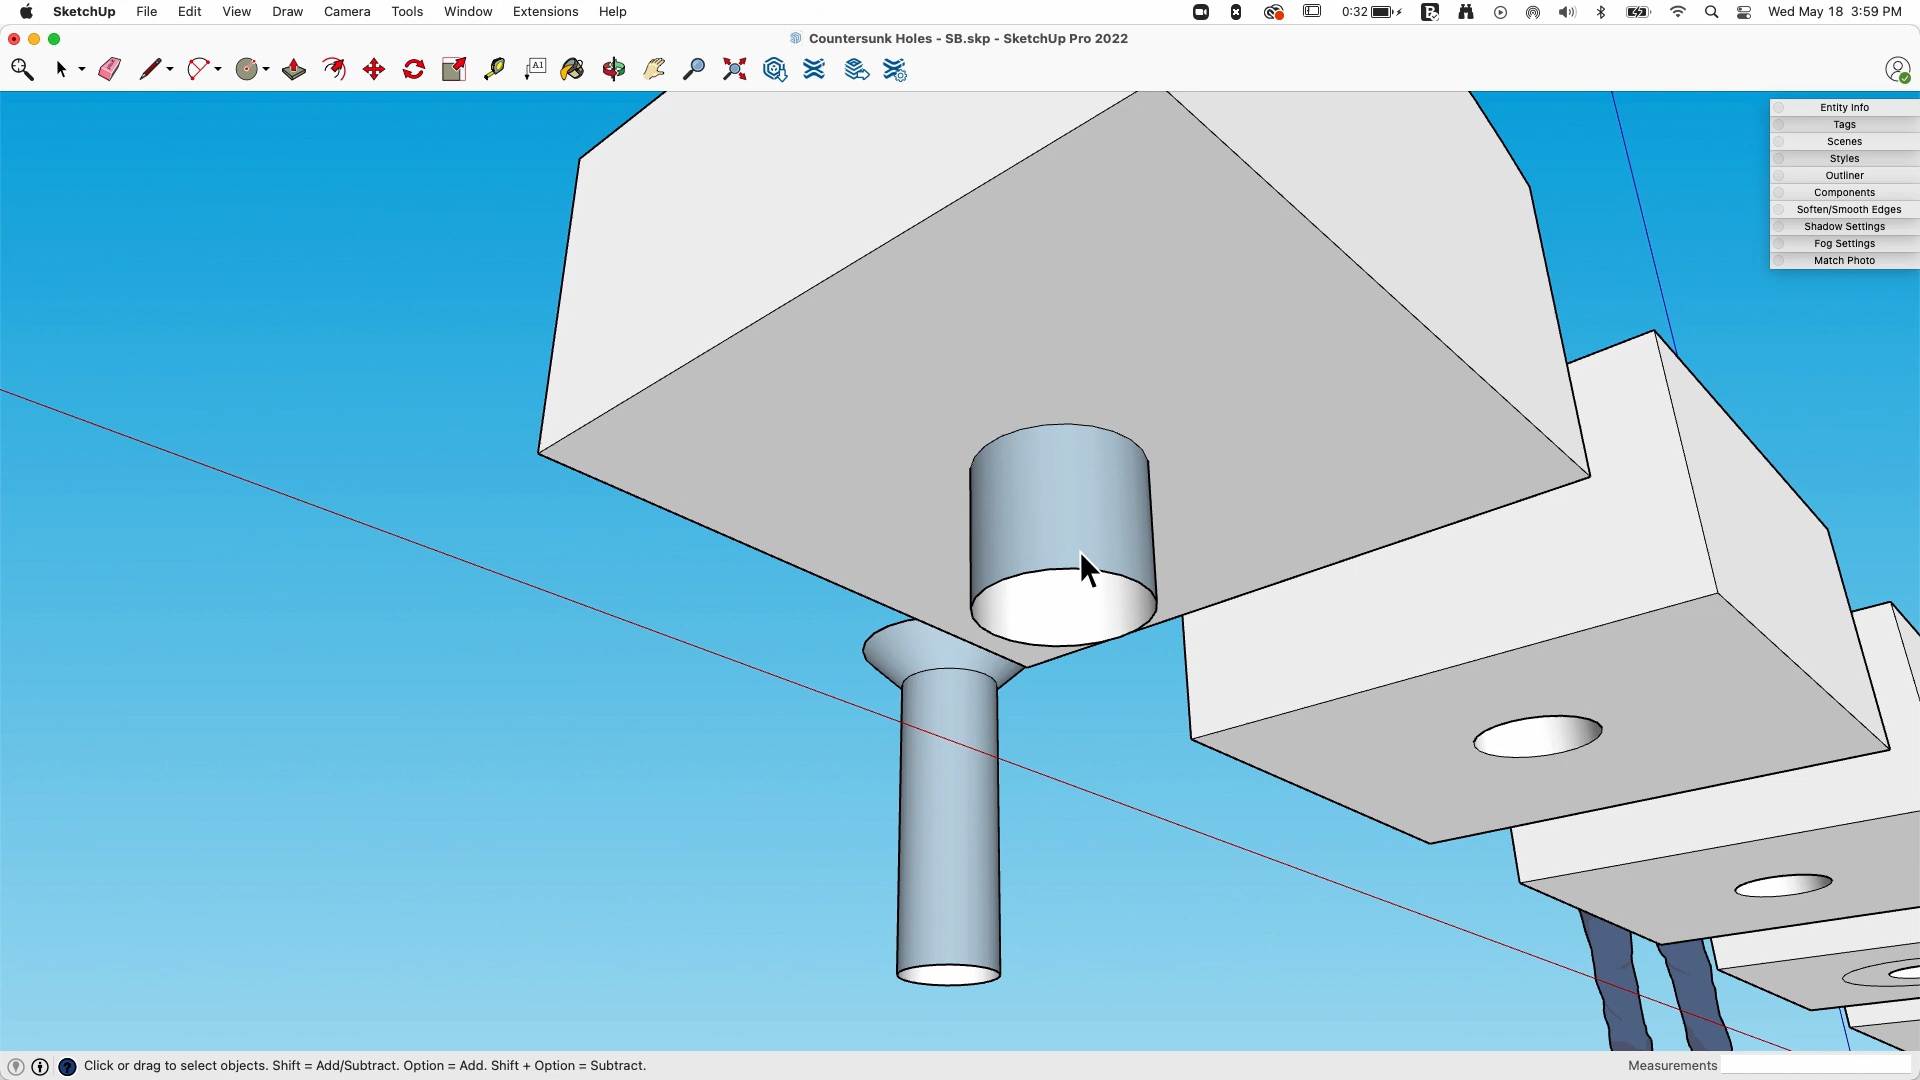 SketchUp File Edit View Draw Camera Tools Window Extensions Help 0:32 Wed May 18 3:59 PM
Countersunk Holes - SB.skp - SketchUp Pro 2022
A1
Entity Info
Tags
Scenes
Styles
Outliner
Components
Soften/Smooth Edges
Shadow Settings
Fog Settings
Match Photo
Click or drag to select objects. Shift = Add/Subtract. Option = Add. Shift + Option = Subtract. Measurements